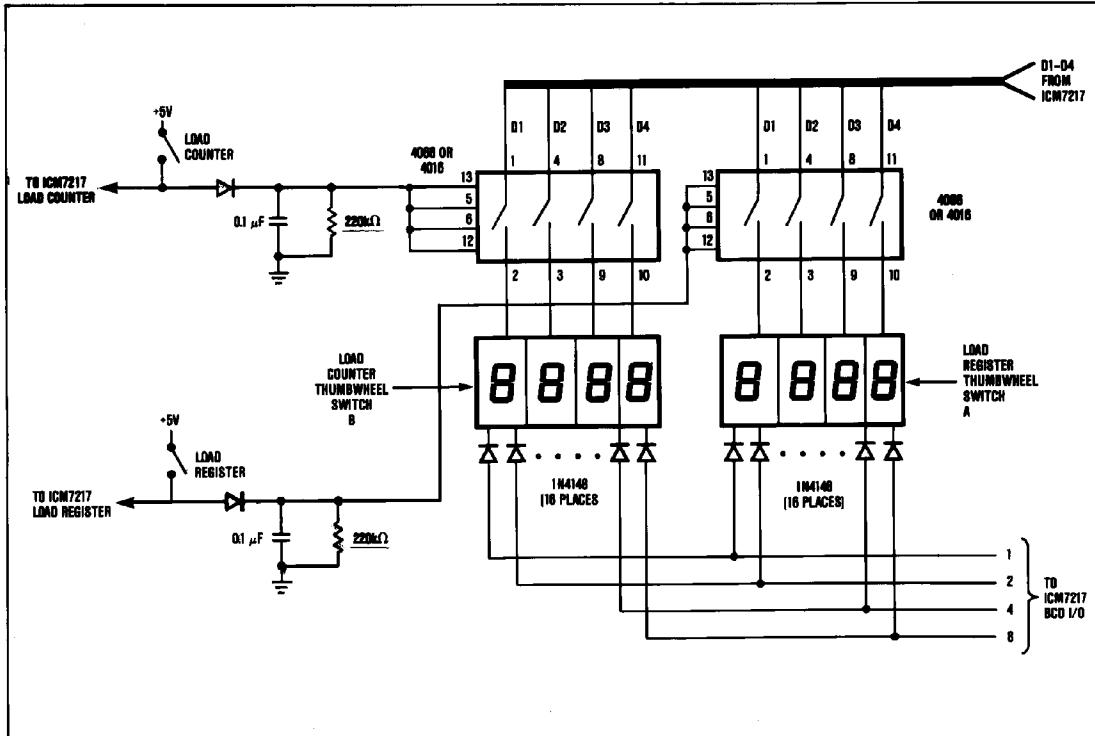 D1-D4
FROM
ICM7217
+5V
LOAD
COUNTER
TO ICM7217
LOAD COUNTER
0.1 µF
220kΩ
4066 OR
4016
D1 D2 D3 D4
1 4 8 11
13
5
6
12
2 3 9 10
D1 D2 D3 D4
1 4 8 11
13
5
6
12
2 3 9 10
4066
OR 4016
LOAD
COUNTER
THUMBWHEEL
SWITCH
B
8 8 8 8
8 8 8 8
LOAD
REGISTER
THUMBWHEEL
SWITCH
A
1N4148
(16 PLACES
1N4148
(16 PLACES)
+5V
LOAD
REGISTER
TO ICM7217
LOAD REGISTER
0.1 µF
220kΩ
1
2
4
8
TO
ICM7217
BCD I/O